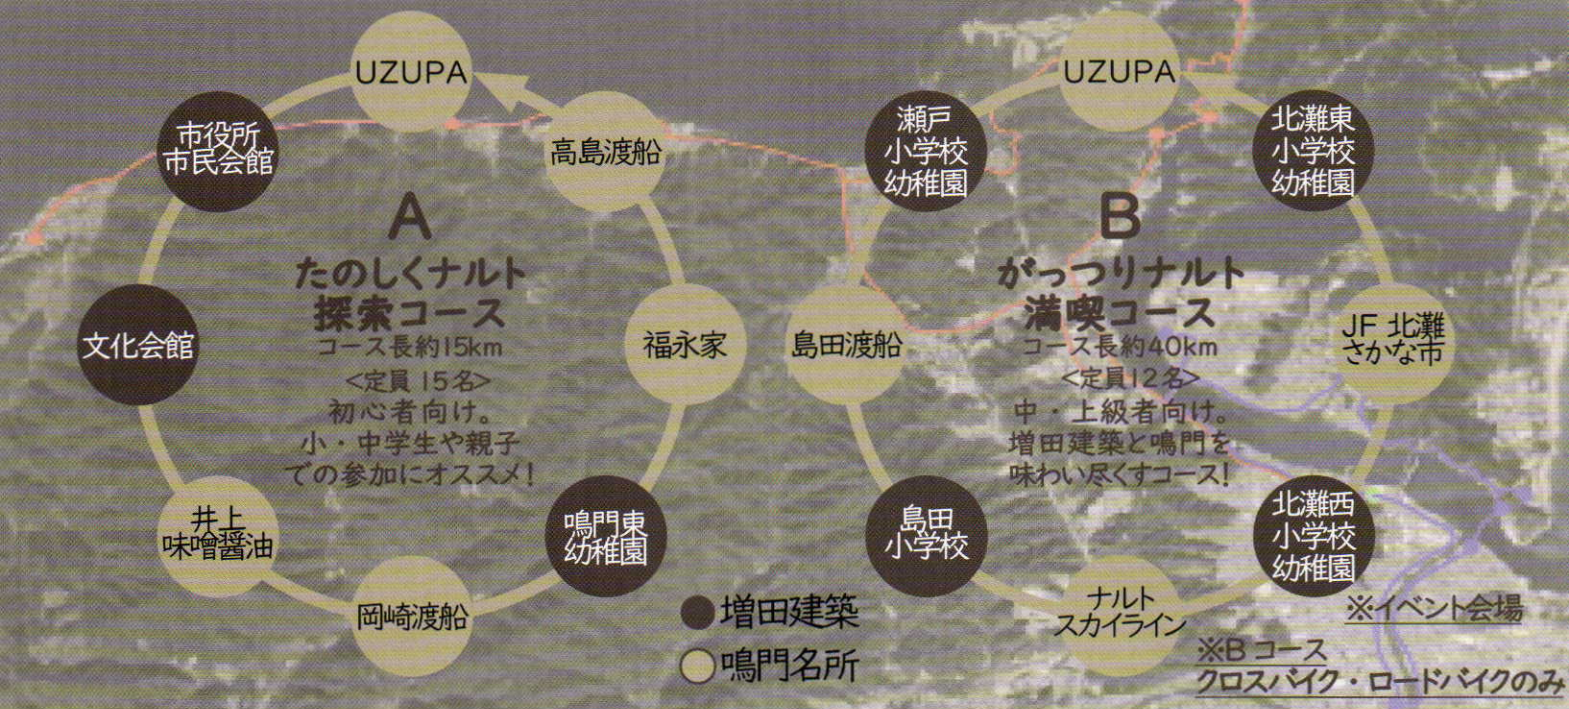 UZUPA
市役所
市民会館
文化会館
井上
味噌醤油
岡崎渡船
鳴門東
幼稚園
福永家
高島渡船
A
たのしくナルト
探索コース
コース長約15km
<定員 15名>
初心者向け。
小・中学生や親子
での参加にオススメ!
UZUPA
瀬戸
小学校
幼稚園
島田渡船
島田
小学校
ナルト
スカイライン
北灘西
小学校
幼稚園
※イベント会場
JF 北灘
さかな市
北灘東
小学校
幼稚園
B
がっつりナルト
満喫コース
コース長約40km
<定員12名>
中・上級者向け。
増田建築と鳴門を
味わい尽くすコース!
増田建築
鳴門名所
※Bコース
クロスバイク・ロードバイクのみ